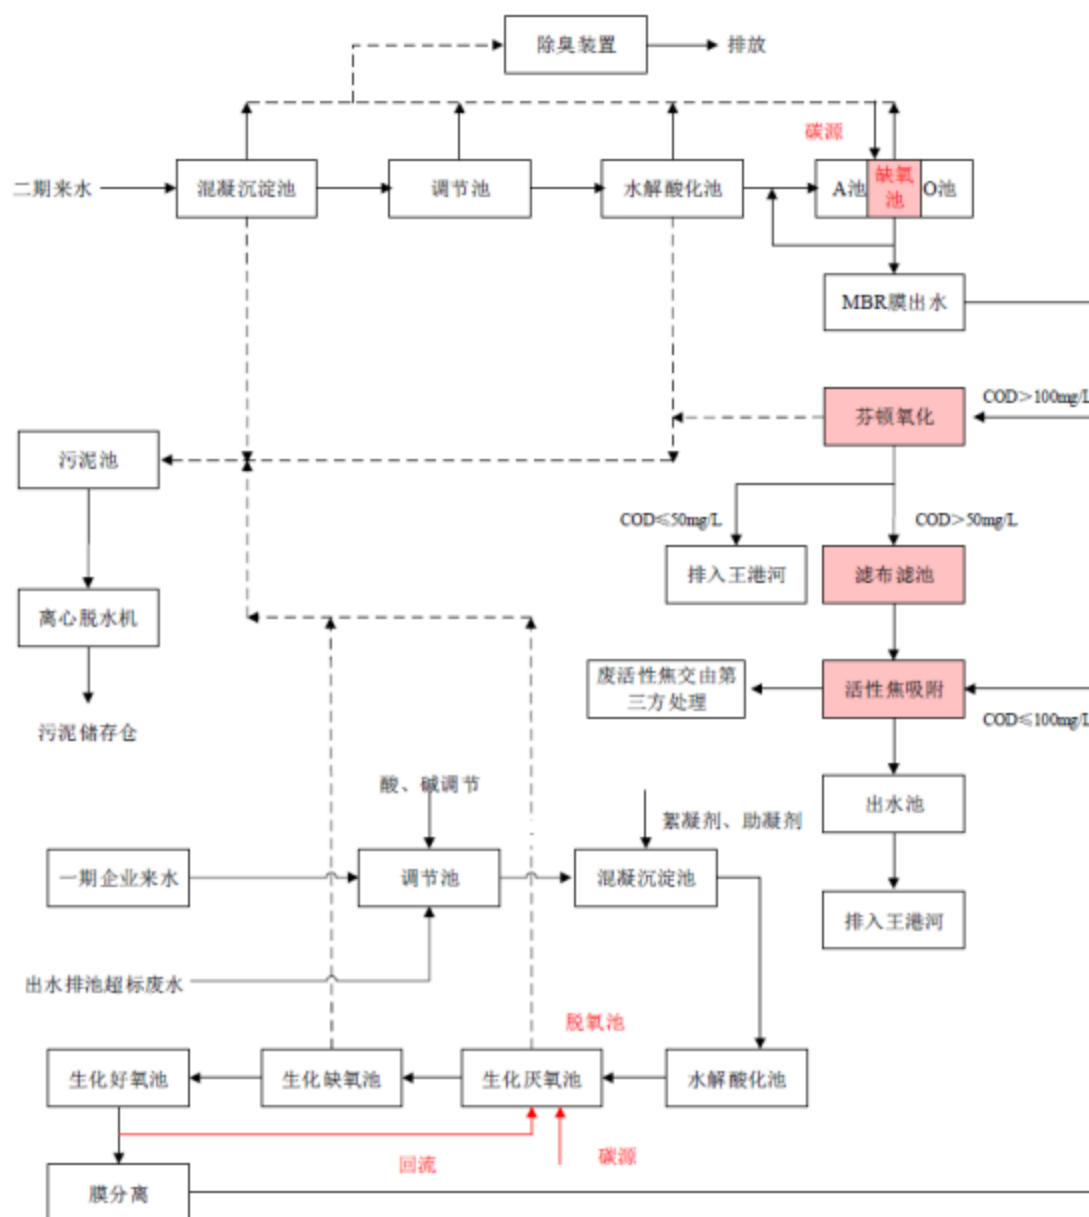 除臭装置
排放
碳源
二期来水
混凝沉淀池
调节池
水解酸化池
A池
缺氧
池
O池
MBR膜出水
COD>100mg/L
芬顿氧化
污泥池
COD≤50mg/L
COD>50mg/L
排入王港河
滤布滤池
离心脱水机
废活性焦交由第
三方处理
活性焦吸附
COD≤100mg/L
污泥储存仓
酸、碱调节
出水池
絮凝剂、助凝剂
一期企业来水
调节池
混凝沉淀池
排入王港河
出水排池超标废水
脱氧池
生化好氧池
生化缺氧池
生化厌氧池
水解酸化池
回流
碳源
膜分离